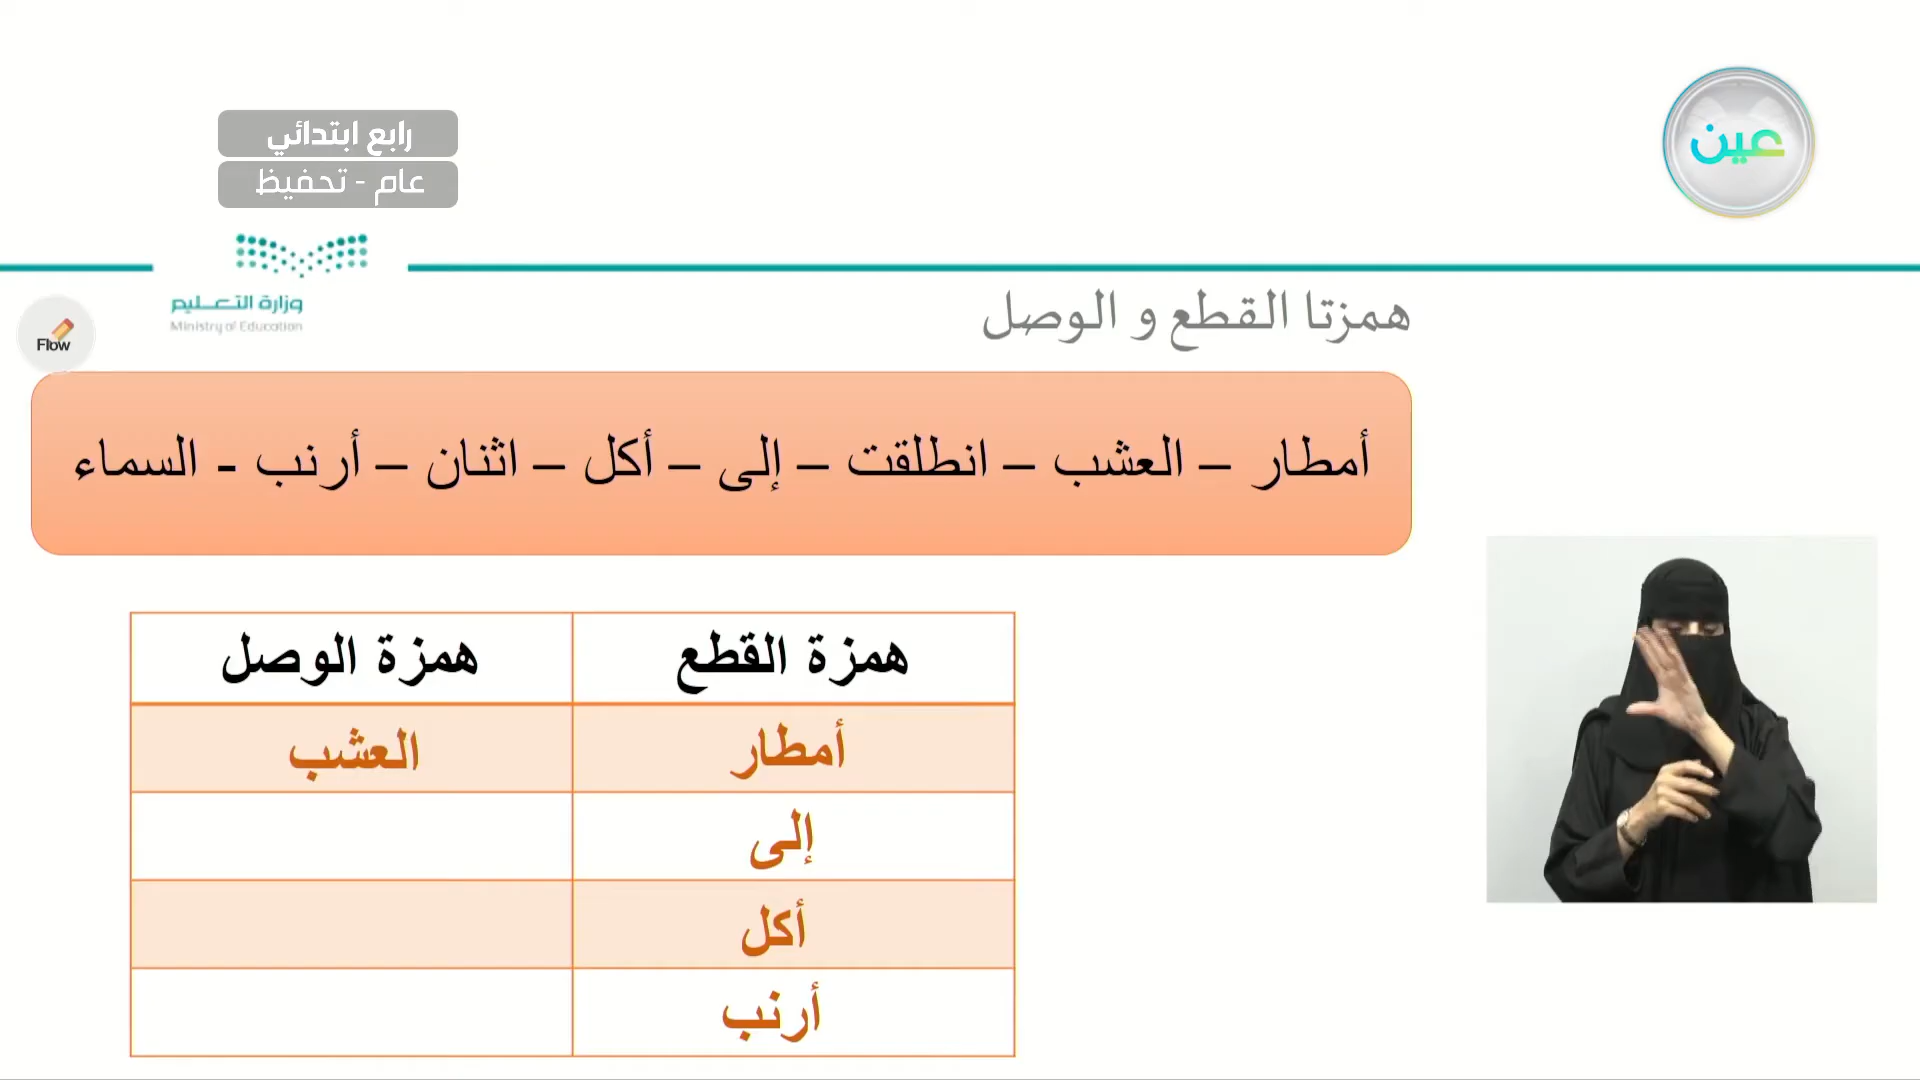 عين
رابع ابتدائي
عام - تحفيظ
وزارة التعليم
Ministry of Education
Flow
همزتا القطع و الوصل
أمطار – العشب – انطلقت – إلى – أكل – اثنان – أرنب - السماء
همزة القطع همزة الوصل
أمطار العشب
إلى
أكل
أرنب